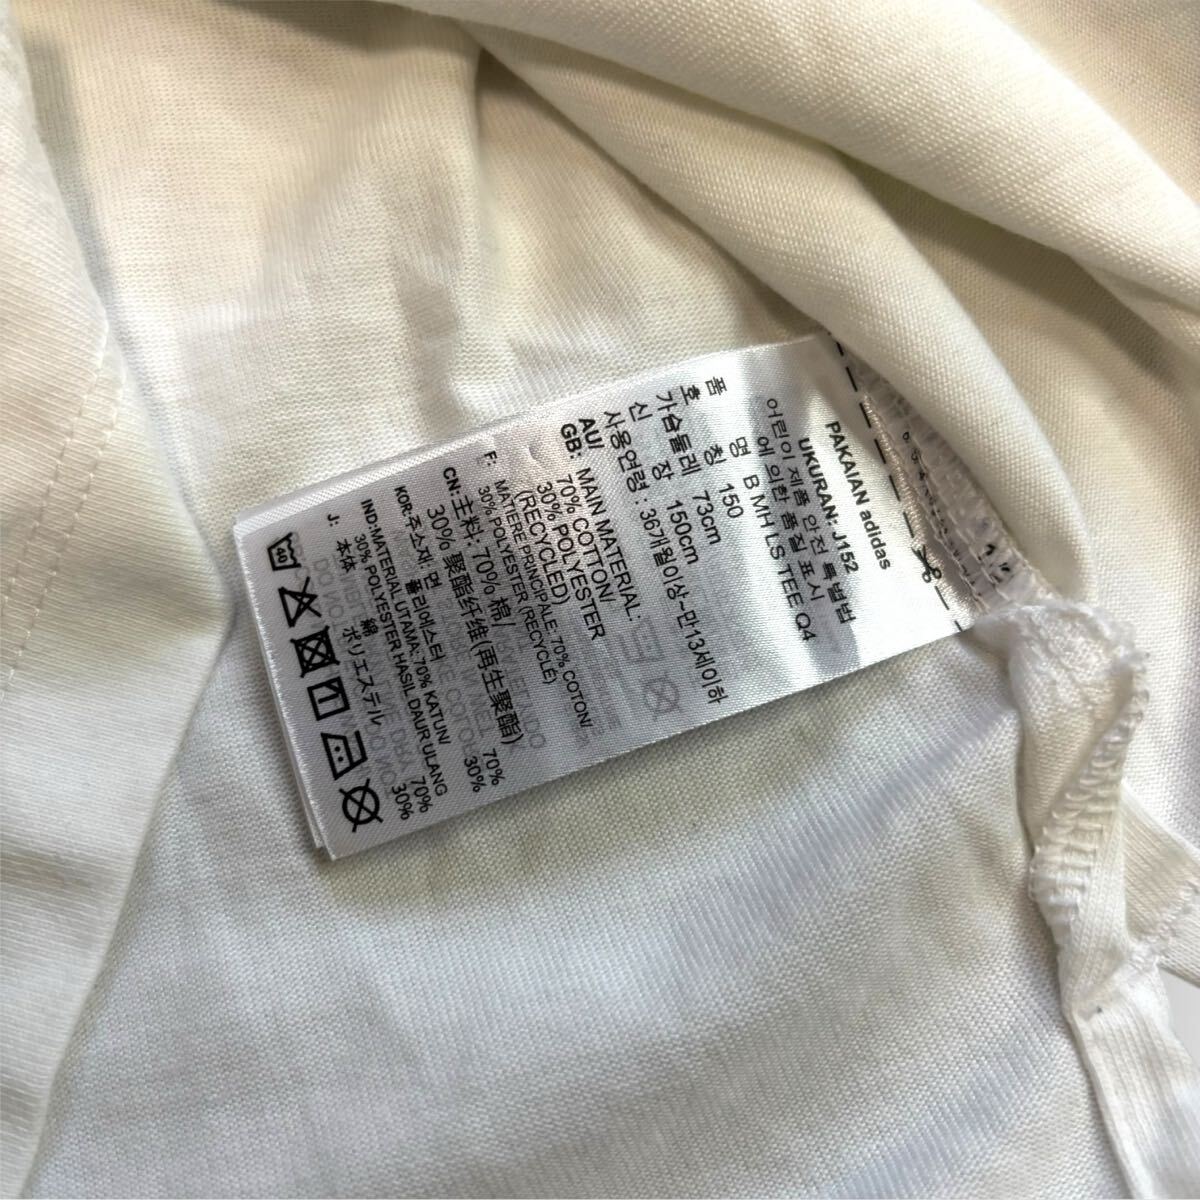 PAKAIAN adidas
UKURAN: J152
어린이 제품 안전 특별법
에 의한 품질 표시
품 명 B MH LS TEE Q4
호 칭 150
가슴둘레 73cm
신 장 150cm
사용연령 : 36개월이상~만13세이하
AU/
GB: MAIN MATERIAL:
70% COTTON/
30% POLYESTER
(RECYCLED)
F: MATIERE PRINCIPALE: 70% COTON/
30% POLYESTER (RECYCLÉ)
CN: 主料: 70% 棉/
30% 聚酯纤维(再生聚酯)
KOR-주소재: 면 70%
폴리에스터 30%
IND:MATERIAL UTAMA: 70% KATUN/
30% POLYESTER HASIL DAUR ULANG
J: 本体 綿 70%
ポリエステル 30%
40